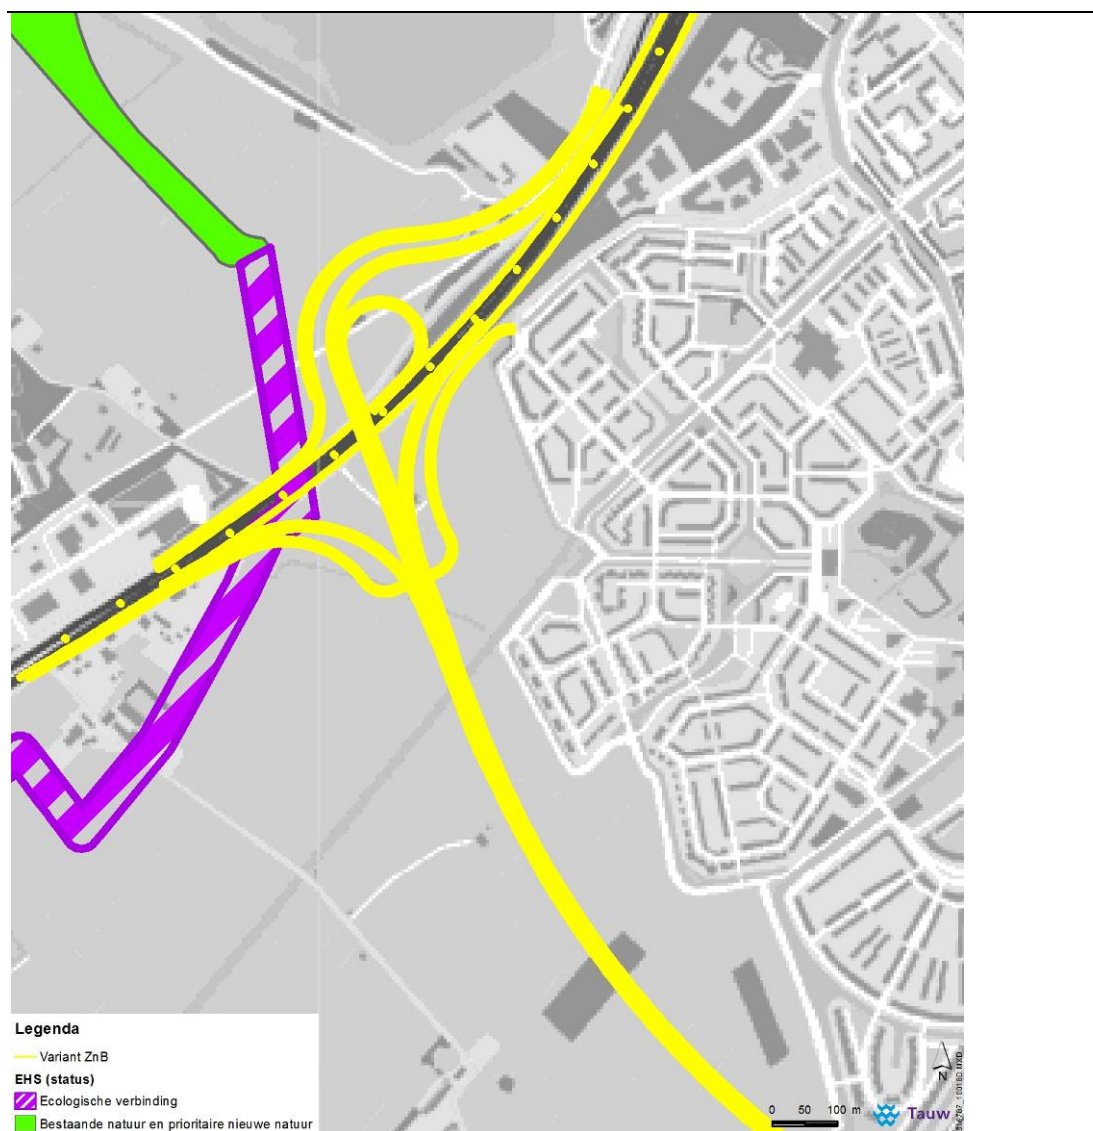 Legenda
Variant ZnB
EHS (status)
Ecologische verbinding
Bestaande natuur en prioritaire nieuwe natuur
N
0 50 100 m
Tauw